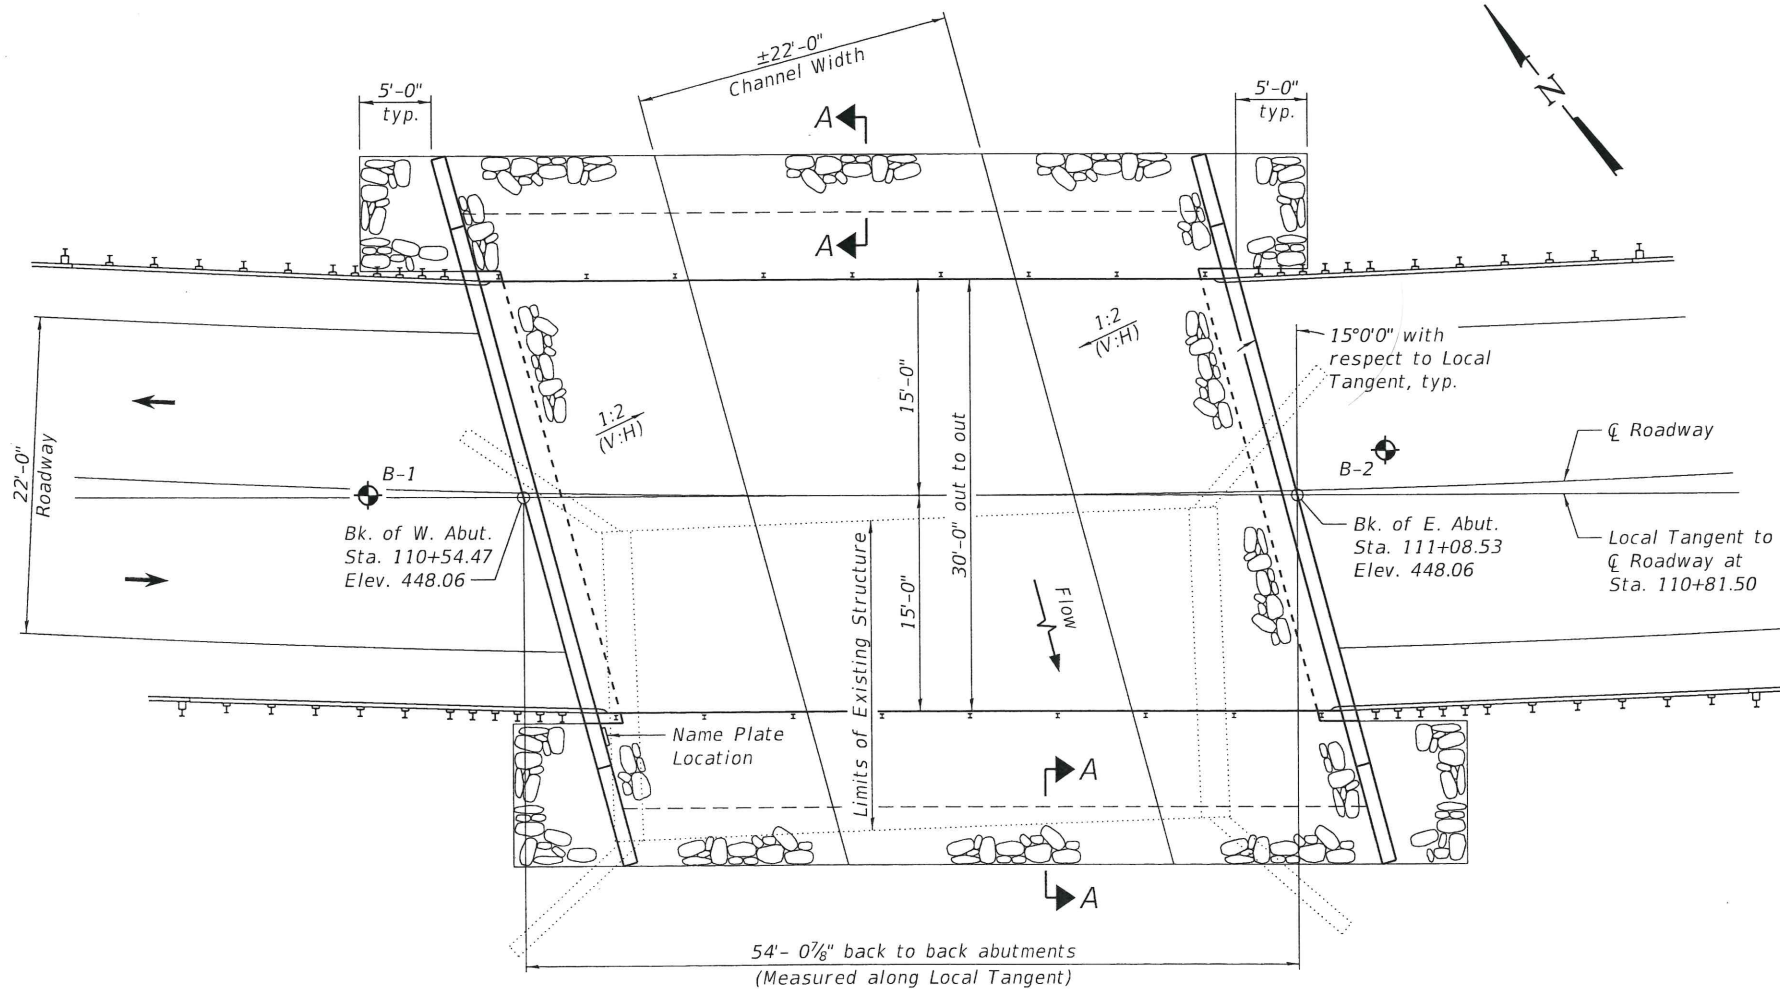 ±22'-0"
Channel Width
5'-0"
typ.
A
5'-0"
typ.
N
A
15'-0"
1:2
(V:H)
15°0'0" with
respect to Local
Tangent, typ.
1:2
(V:H)
22'-0"
Roadway
30'-0" out to out
℄ Roadway
B-1
B-2
Bk. of W. Abut.
Sta. 110+54.47
Elev. 448.06
Bk. of E. Abut.
Sta. 111+08.53
Elev. 448.06
Local Tangent to
℄ Roadway at
Sta. 110+81.50
15'-0"
Flow
Limits of Existing Structure
Name Plate
Location
A
A
54'- 0⅞" back to back abutments
(Measured along Local Tangent)